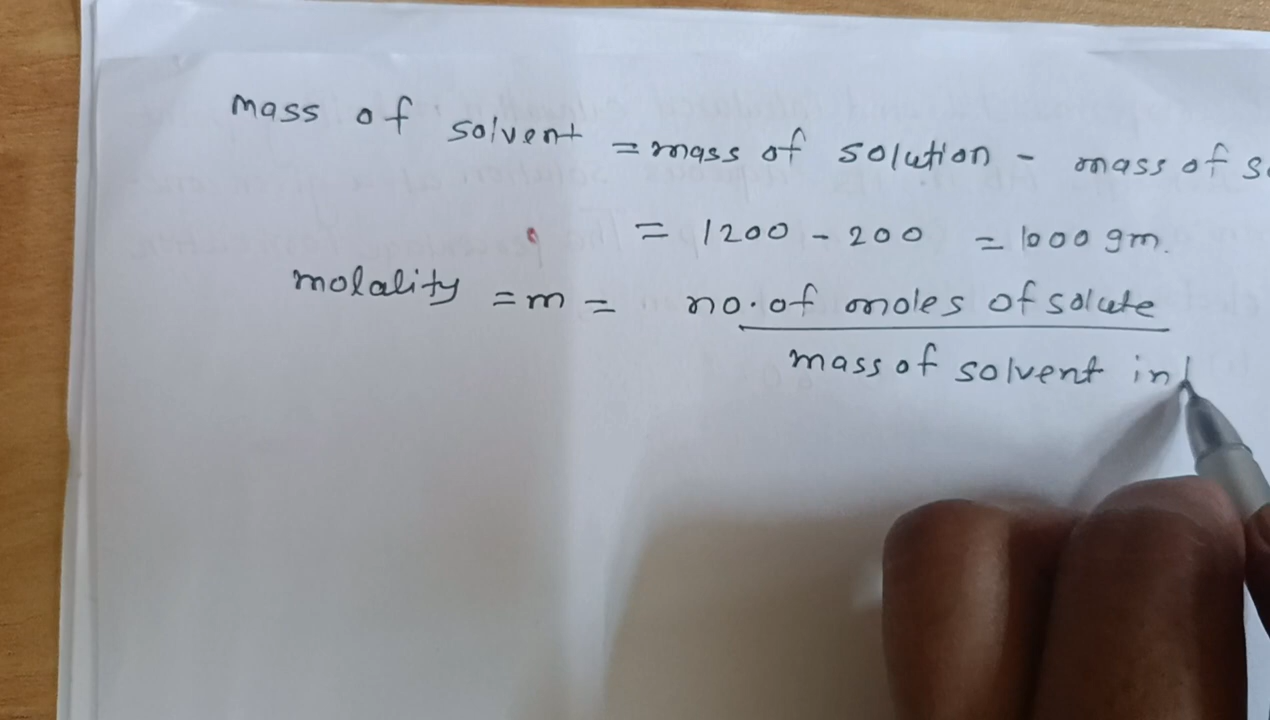 mass of solvent = mass of solution - mass of
= 1200 - 200 = 1000 gm.
molality = m = no. of moles of solute
mass of solvent in